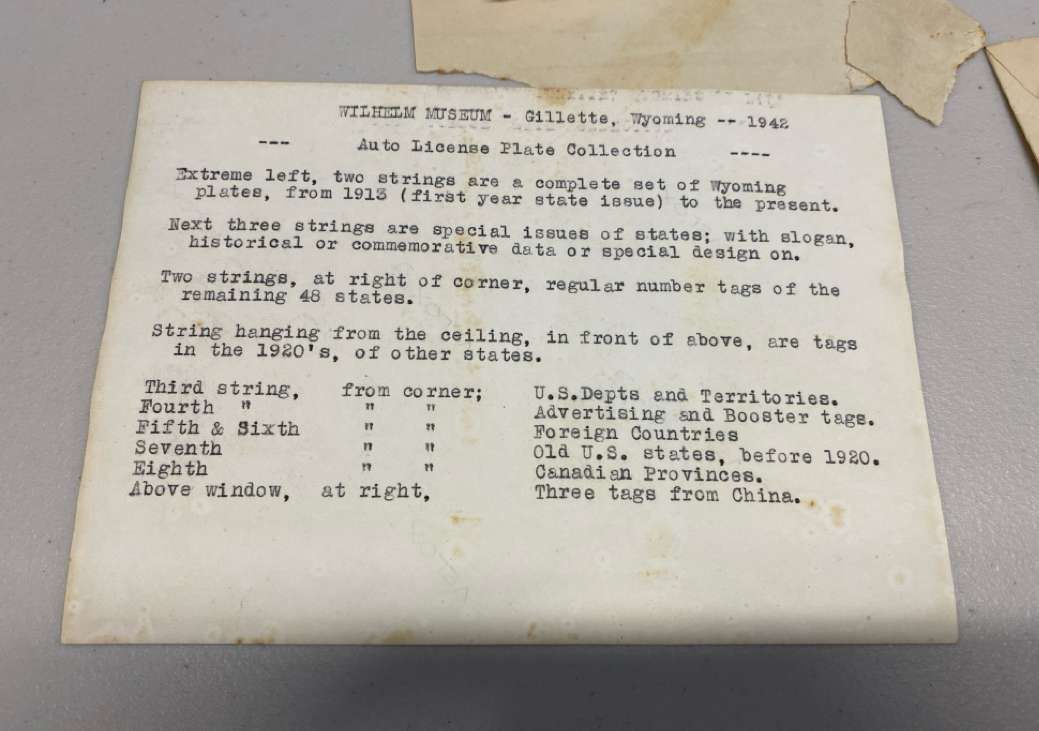 WILHELM MUSEUM - Gillette, Wyoming -- 1942
--- Auto License Plate Collection ----
Extreme left, two strings are a complete set of Wyoming
plates, from 1913 (first year state issue) to the present.
Next three strings are special issues of states; with slogan,
historical or commemorative data or special design on.
Two strings, at right of corner, regular number tags of the
remaining 48 states.
String hanging from the ceiling, in front of above, are tags
in the 1920's, of other states.
Third string, from corner; U.S.Depts and Territories.
Fourth " " " Advertising and Booster tags.
Fifth & Sixth " " Foreign Countries
Seventh " " Old U.S. states, before 1920.
Eighth " " Canadian Provinces.
Above window, at right, Three tags from China.